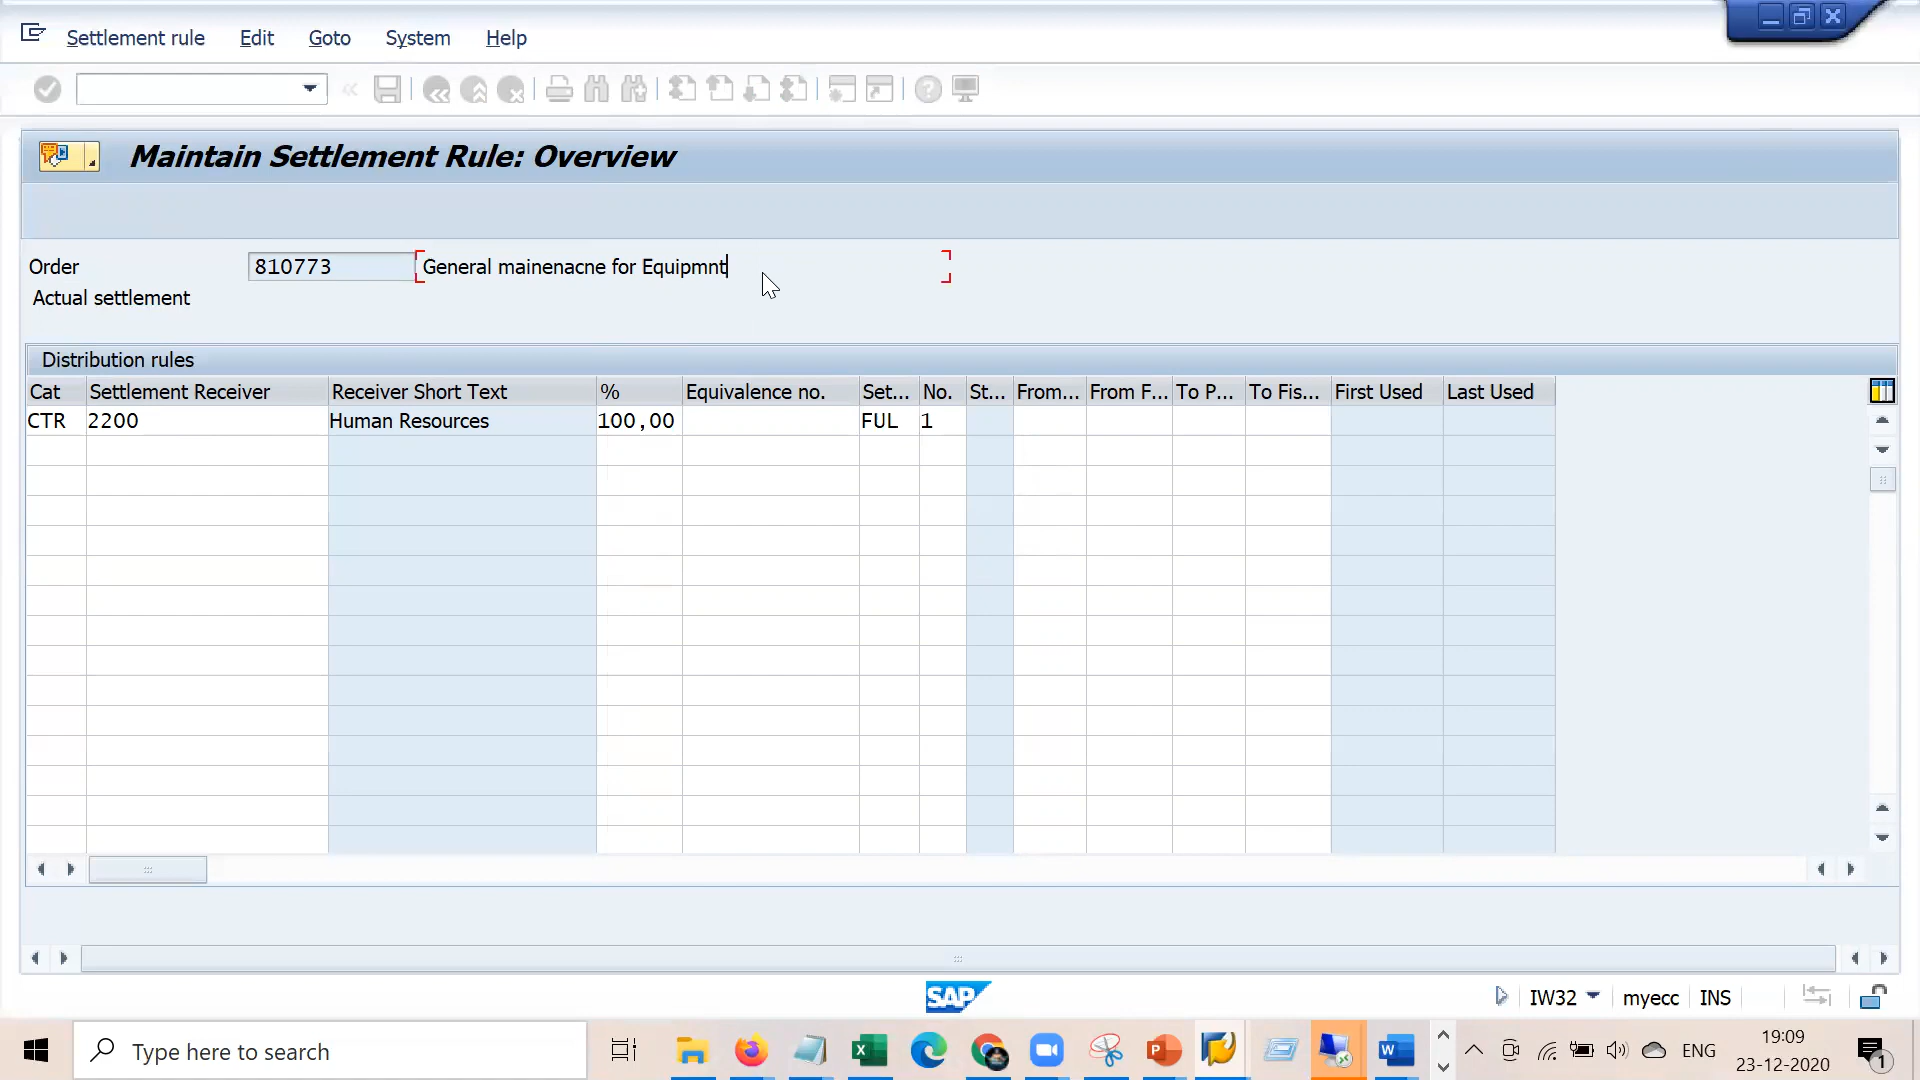 Settlement rule Edit Goto System Help
Maintain Settlement Rule: Overview
Order 810773 General mainenacne for Equipmnt
Actual settlement
Distribution rules
Cat Settlement Receiver Receiver Short Text % Equivalence no. Set... No. St... From... From F... To P... To Fis... First Used Last Used
CTR 2200 Human Resources 100,00 FUL 1
SAP
IW32 myecc INS
Type here to search
ENG
19:09
23-12-2020
1